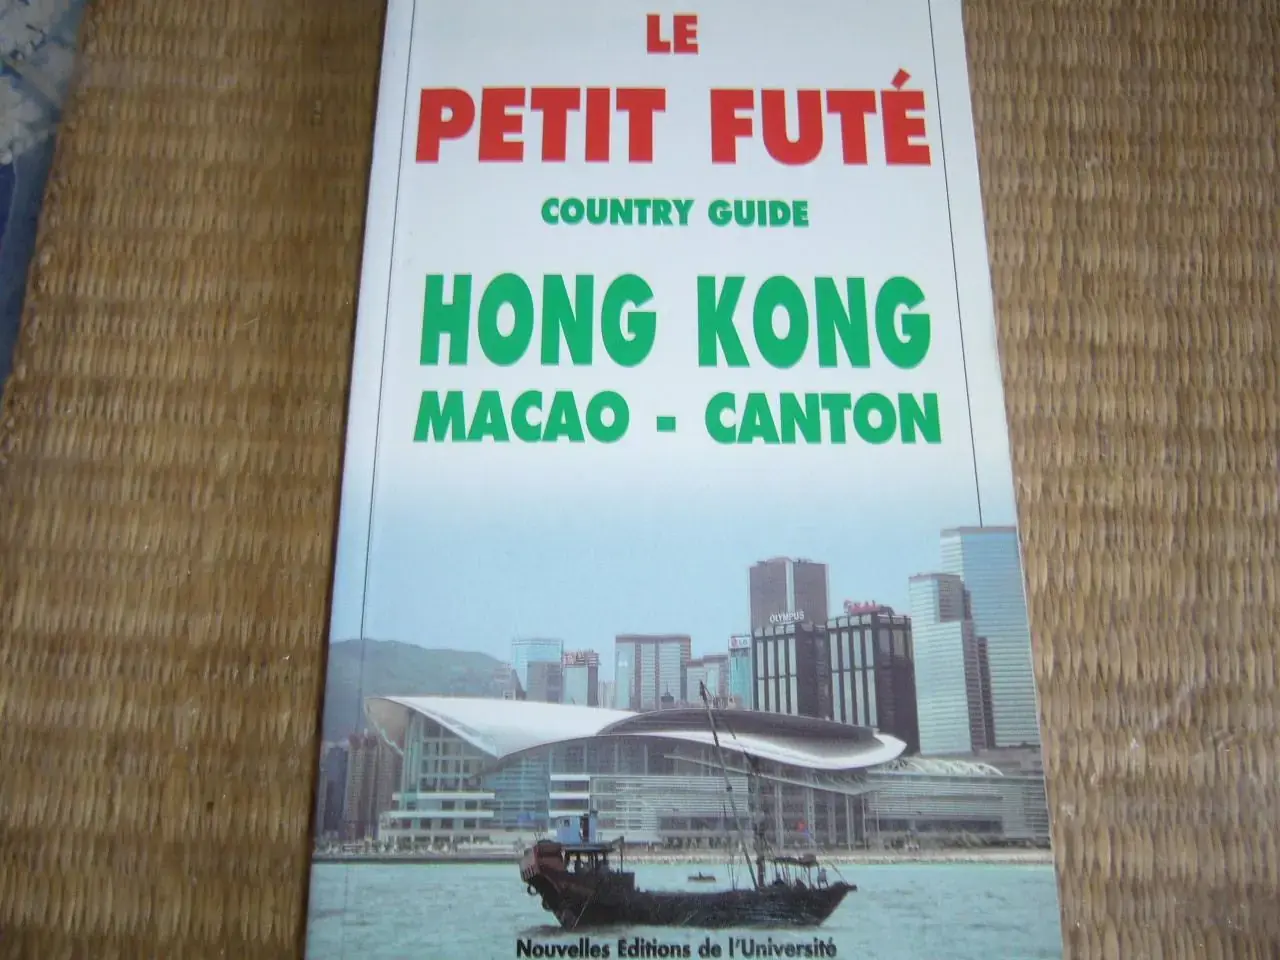 LE
PETIT FUTÉ
COUNTRY GUIDE
HONG KONG
MACAO - CANTON
OLYMPUS
Nouvelles Éditions de l'Université